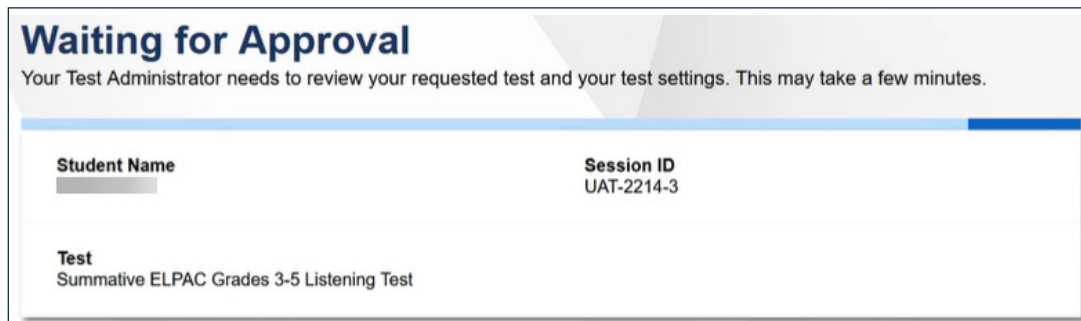 Waiting for Approval
Your Test Administrator needs to review your requested test and your test settings. This may take a few minutes.
Student Name
Session ID
UAT-2214-3
Test
Summative ELPAC Grades 3-5 Listening Test